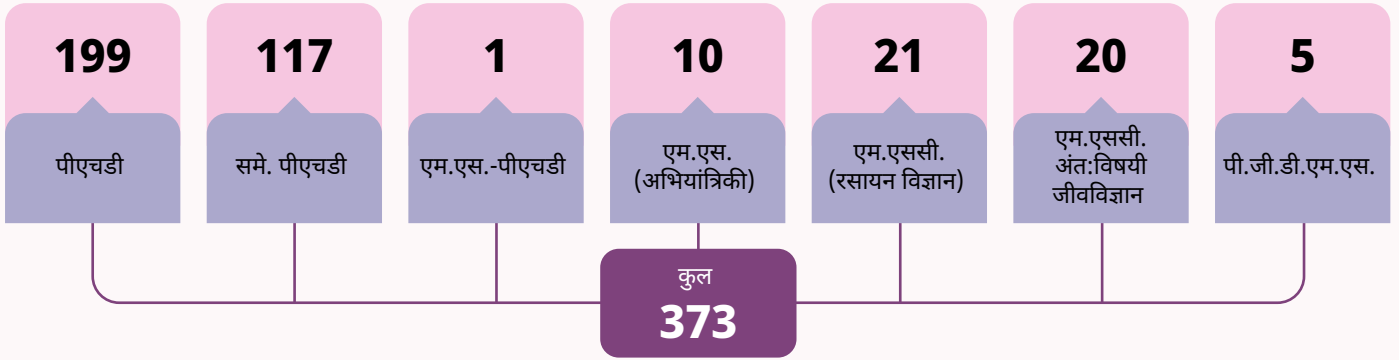 199
पीएचडी
117
समे. पीएचडी
1
एम.एस.-पीएचडी
10
एम.एस.
(अभियांत्रिकी)
21
एम.एससी.
(रसायन विज्ञान)
20
एम.एससी.
अंत:विषयी
जीवविज्ञान
5
पी.जी.डी.एम.एस.
कुल
373